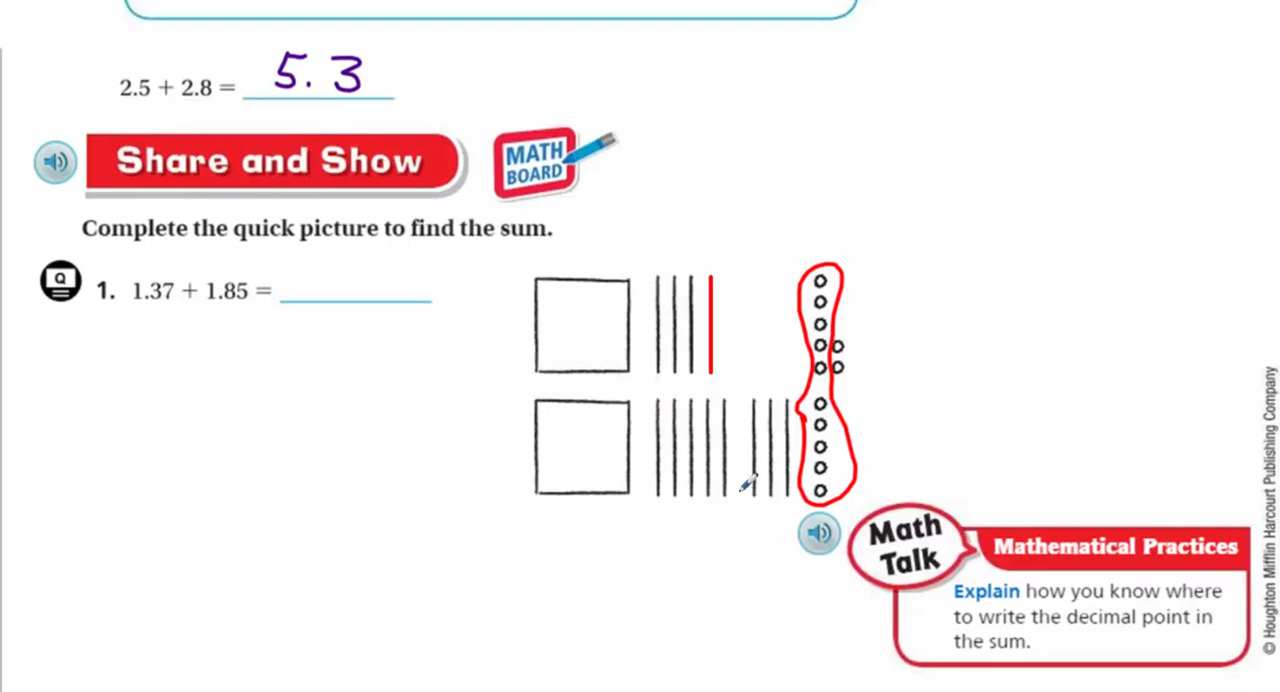 2.5 + 2.8 = 5.3
Share and Show
MATH
BOARD
Complete the quick picture to find the sum.
Q
1. 1.37 + 1.85 =
Math
Talk
Mathematical Practices
Explain how you know where
to write the decimal point in
the sum.
© Houghton Mifflin Harcourt Publishing Company